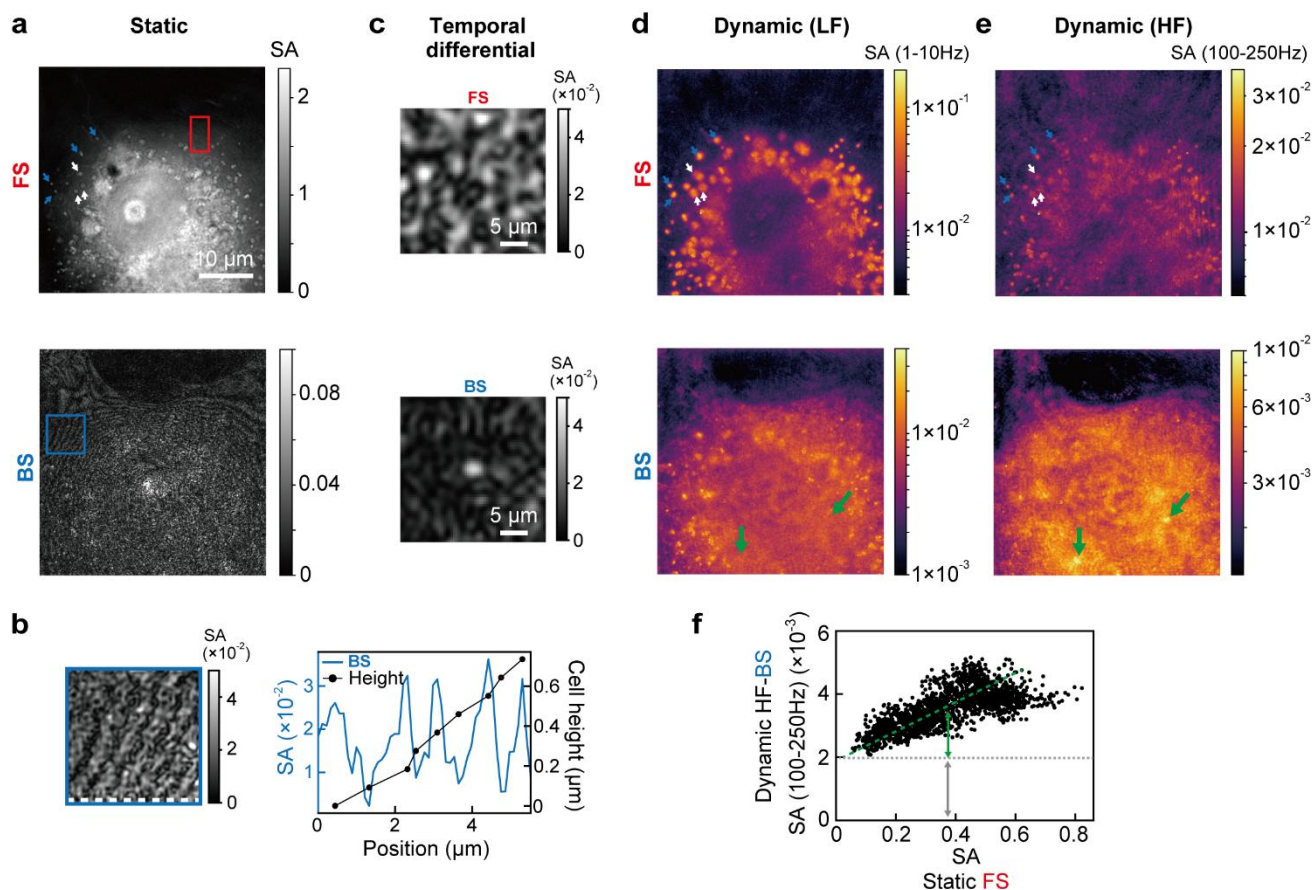 a
Static
SA
2
1
0
FS
10 μm
BS
0.08
0.04
0
c
Temporal
differential
SA
(×10⁻²)
FS
4
2
0
5 μm
BS
SA
(×10⁻²)
4
2
0
5 μm
d
Dynamic (LF)
SA (1-10Hz)
FS
1×10⁻¹
1×10⁻²
BS
1×10⁻²
1×10⁻³
e
Dynamic (HF)
SA (100-250Hz)
3×10⁻²
2×10⁻²
1×10⁻²
1×10⁻²
6×10⁻³
3×10⁻³
b
SA
(×10⁻²)
4
2
0
BS
Height
SA (×10⁻²)
3
2
1
Cell height (μm)
0.6
0.4
0.2
0
0 2 4
Position (μm)
f
Dynamic HF-BS
SA (100-250Hz) (×10⁻³)
6
4
2
0
0 0.2 0.4 0.6 0.8
SA
Static FS